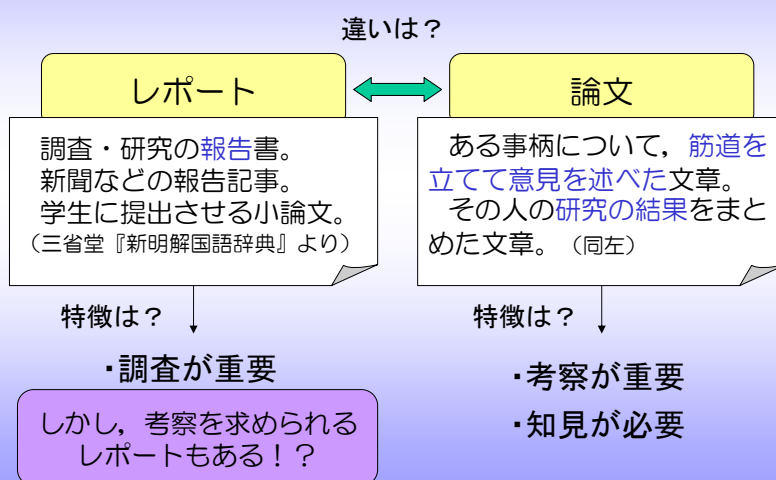 違いは？
レポート
論文
調査・研究の報告書。
新聞などの報告記事。
学生に提出させる小論文。
（三省堂『新明解国語辞典』より）
ある事柄について，筋道を
立てて意見を述べた文章。
その人の研究の結果をまと
めた文章。（同左）
特徴は？
・調査が重要
しかし，考察を求められる
レポートもある！？
特徴は？
・考察が重要
・知見が必要